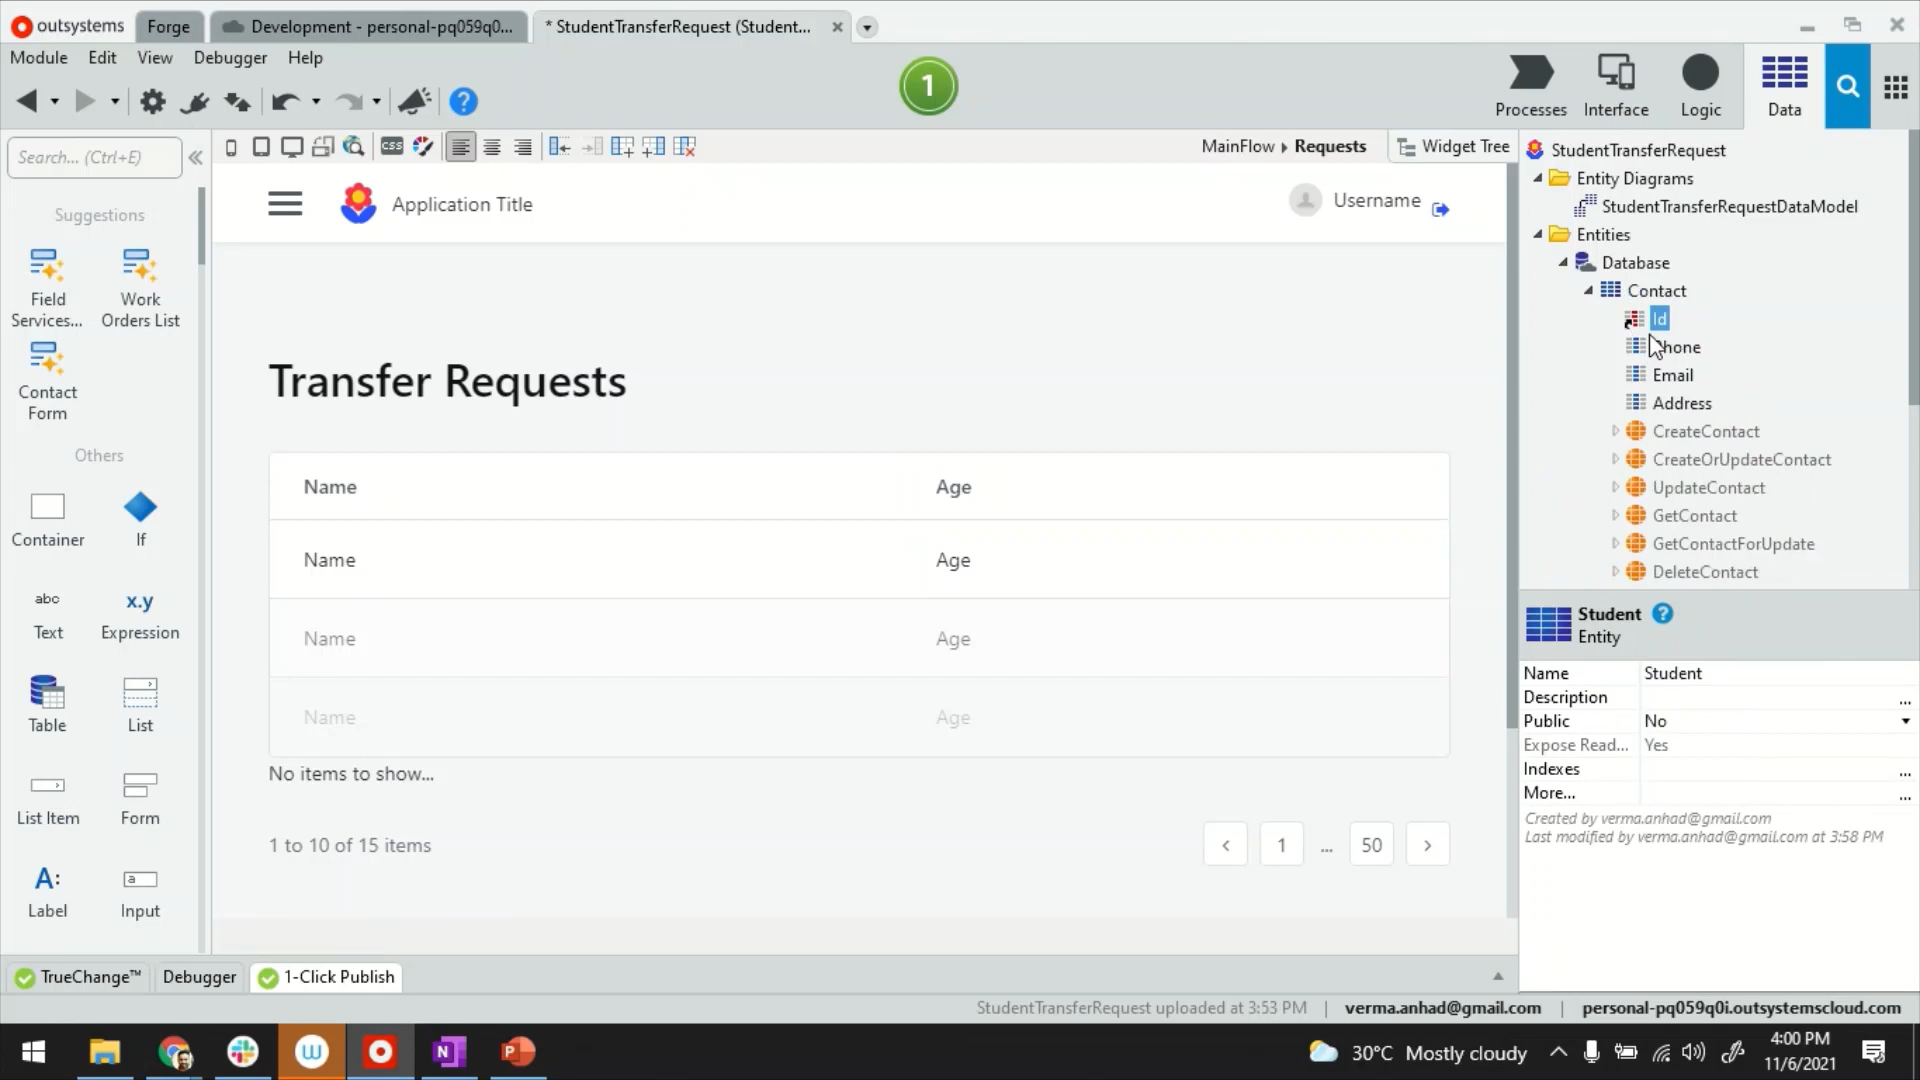 outsystems
Forge
Development - personal-pq059q0...
* StudentTransferRequest (Student...
Module Edit View Debugger Help
1
Processes
Interface
Logic
Data
Search... (Ctrl+E)
MainFlow Requests
Widget Tree
Suggestions
Field Services...
Work Orders List
Contact Form
Others
Container
If
abc
Text
x.y
Expression
Table
List
List Item
Form
A:
Label
a
Input
CSS
Application Title
Username
Transfer Requests
Name Age
Name Age
Name Age
Name Age
No items to show...
1 to 10 of 15 items
1 ... 50
StudentTransferRequest
Entity Diagrams
StudentTransferRequestDataModel
Entities
Database
Contact
Id
Email
Address
CreateContact
CreateOrUpdateContact
UpdateContact
GetContact
GetContactForUpdate
DeleteContact
Student
Entity
Name Student
Description ...
Public No
Expose Read... Yes
Indexes ...
More... ...
Created by verma.anhad@gmail.com
Last modified by verma.anhad@gmail.com at 3:58 PM
TrueChange™ Debugger 1-Click Publish
StudentTransferRequest uploaded at 3:53 PM | verma.anhad@gmail.com | personal-pq059q0i.outsystemscloud.com
30°C Mostly cloudy
4:00 PM
11/6/2021